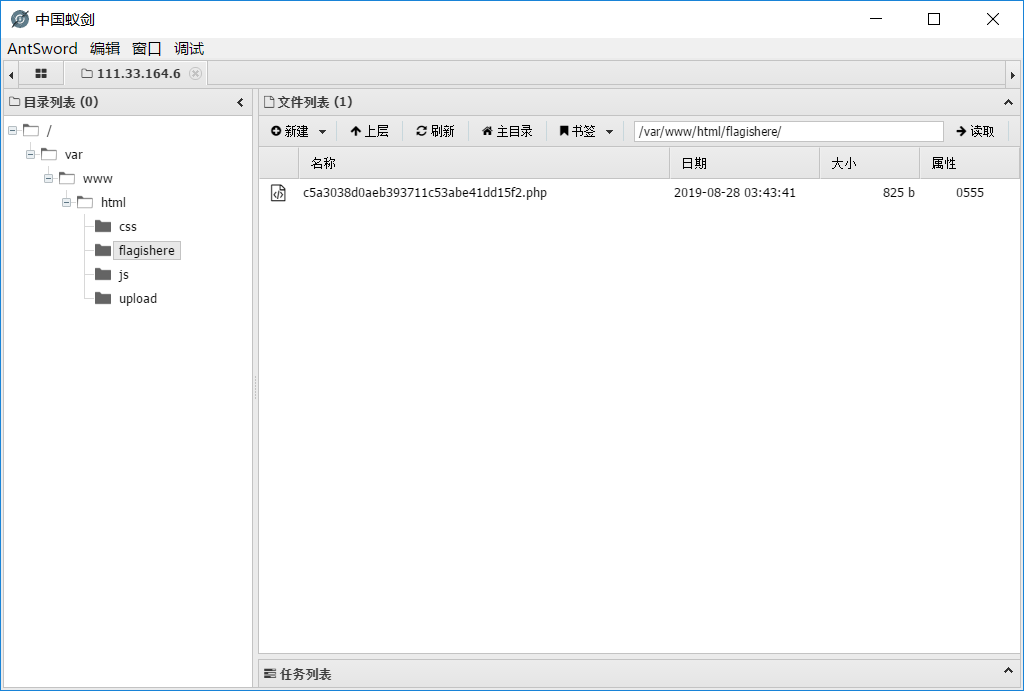 中国蚁剑
AntSword 编辑 窗口 调试
111.33.164.6
目录列表 (0)
/
var
www
html
css
flagishere
js
upload
文件列表 (1)
新建 上层 刷新 主目录 书签 /var/www/html/flagishere/ 读取
名称 日期 大小 属性
c5a3038d0aeb393711c53abe41dd15f2.php 2019-08-28 03:43:41 825 b 0555
任务列表